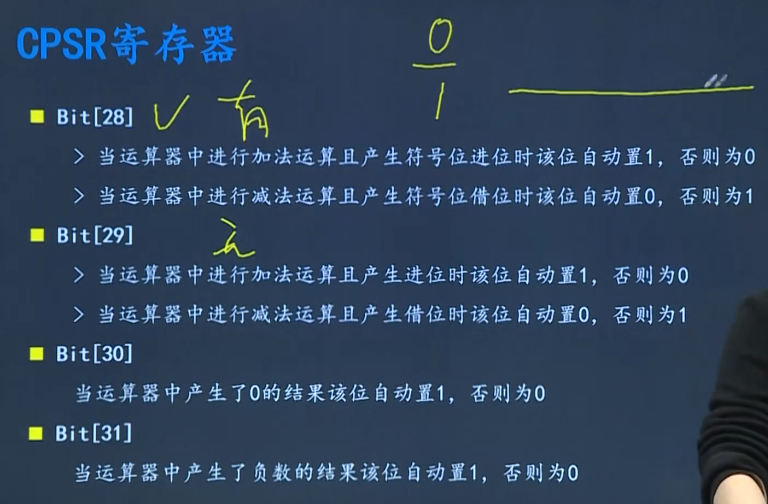 CPSR寄存器
0
1
Bit[28] V 有
> 当运算器中进行加法运算且产生符号位进位时该位自动置1，否则为0
> 当运算器中进行减法运算且产生符号位借位时该位自动置0，否则为1
Bit[29] 无
> 当运算器中进行加法运算且产生进位时该位自动置1，否则为0
> 当运算器中进行减法运算且产生借位时该位自动置0，否则为1
Bit[30]
当运算器中产生了0的结果该位自动置1，否则为0
Bit[31]
当运算器中产生了负数的结果该位自动置1，否则为0